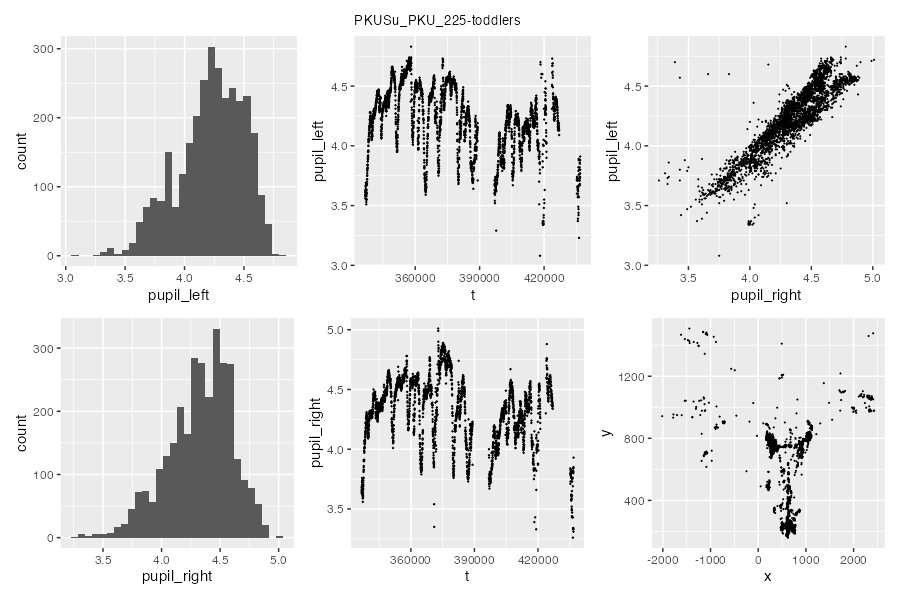 PKUSu_PKU_225-toddlers
300
200
100
0
count
3.0 3.5 4.0 4.5
pupil_left
4.5
4.0
3.5
3.0
pupil_left
360000 390000 420000
t
4.5
4.0
3.5
3.0
pupil_left
3.5 4.0 4.5 5.0
pupil_right
300
200
100
0
count
3.5 4.0 4.5 5.0
pupil_right
5.0
4.5
4.0
3.5
pupil_right
360000 390000 420000
t
1200
800
400
y
-2000 -1000 0 1000 2000
x